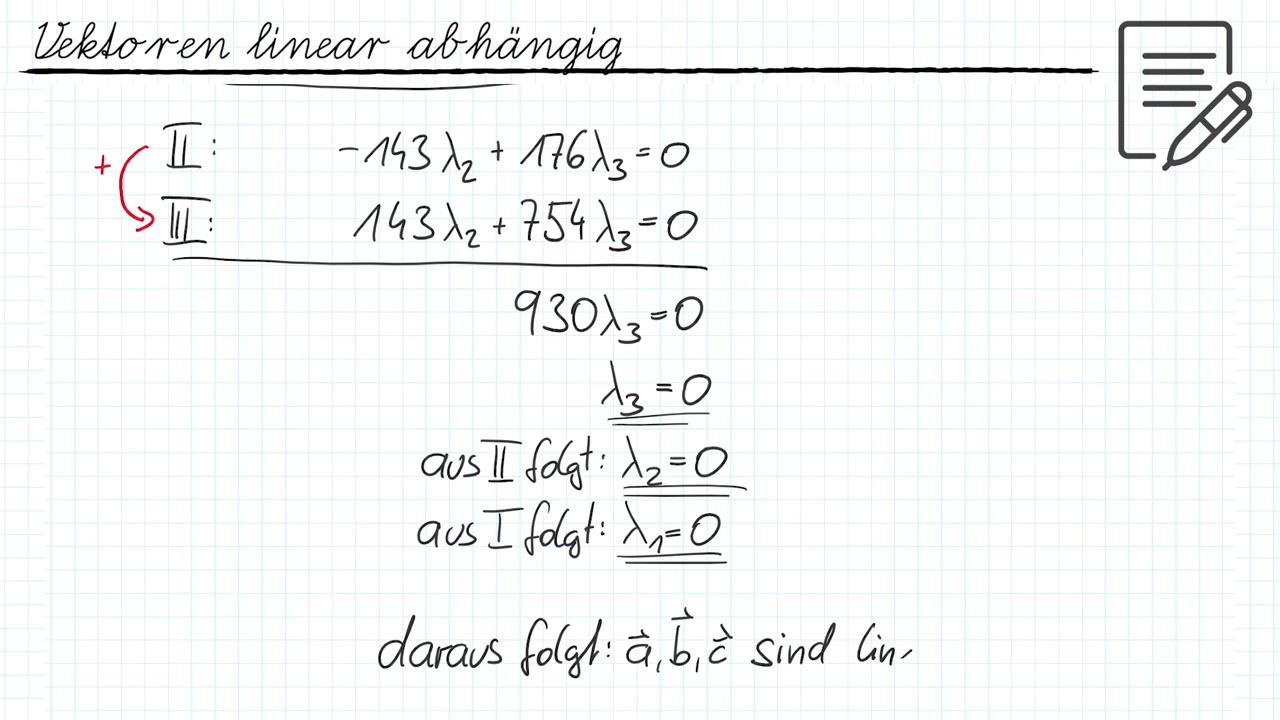 Vektoren linear abhängig
II: -143λ₂ + 176λ₃ = 0
+
III: 143λ₂ + 754λ₃ = 0
930λ₃ = 0
λ₃ = 0
aus II folgt: λ₂ = 0
aus I folgt: λ₁ = 0
daraus folgt: a⃗, b⃗, c⃗ sind lin